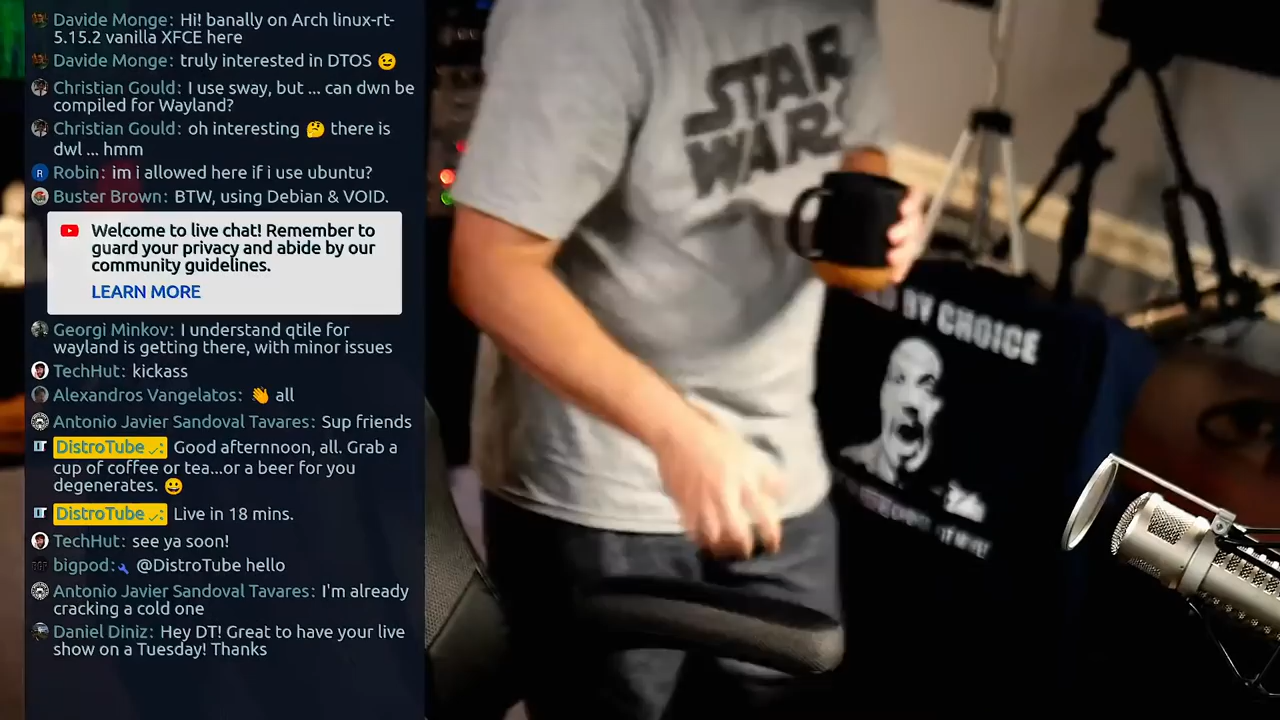 Davide Monge: Hi! banally on Arch linux-rt-
5.15.2 vanilla XFCE here
Davide Monge: truly interested in DTOS 😉
Christian Gould: I use sway, but ... can dwn be
compiled for Wayland?
Christian Gould: oh interesting 🤔 there is
dwl ... hmm
Robin: im i allowed here if i use ubuntu?
Buster Brown: BTW, using Debian & VOID.
Welcome to live chat! Remember to
guard your privacy and abide by our
community guidelines.
LEARN MORE
Georgi Minkov: I understand qtile for
wayland is getting there, with minor issues
TechHut: kickass
Alexandros Vangelatos: 👋 all
Antonio Javier Sandoval Tavares: Sup friends
DistroTube ✓: Good afternnoon, all. Grab a
cup of coffee or tea...or a beer for you
degenerates. 😀
DistroTube ✓: Live in 18 mins.
TechHut: see ya soon!
bigpod: @DistroTube hello
Antonio Javier Sandoval Tavares: I'm already
cracking a cold one
Daniel Diniz: Hey DT! Great to have your live
show on a Tuesday! Thanks
STAR
WARS
BY CHOICE